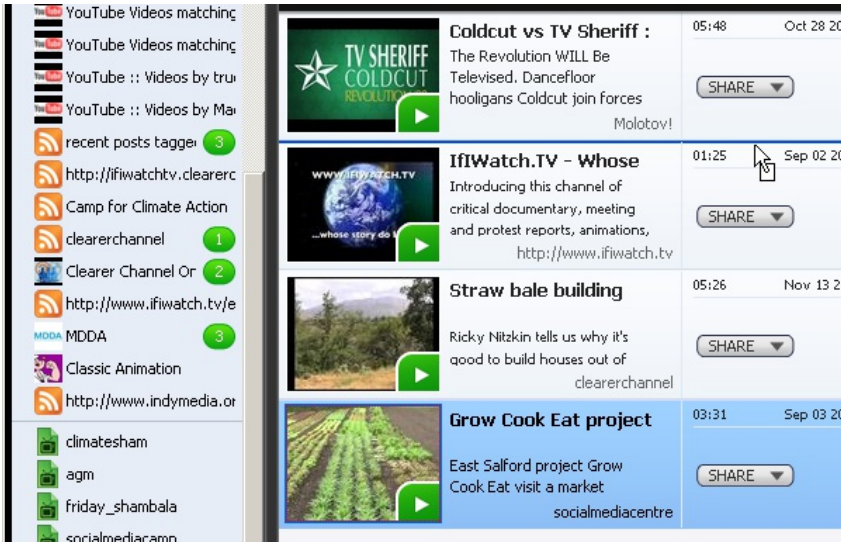 YouTube Videos matching
YouTube Videos matching
YouTube :: Videos by tru
YouTube :: Videos by Ma
recent posts tagge 3
http://ifiwatchtv.clearerc
Camp for Climate Action
clearerchannel 1
Clearer Channel Or 2
http://www.ifiwatch.tv/e
MDDA MDDA 3
Classic Animation
http://www.indymedia.or
climatesham
agm
friday_shambala
socialmediacamp
TV SHERIFF
COLDCUT
REVOLUTION
Coldcut vs TV Sheriff :
The Revolution WILL Be
Televised. Dancefloor
hooligans Coldcut join forces
Molotov!
05:48 Oct 28 20
SHARE
WWW.IFIWATCH.TV
...whose story do
IfIWatch.TV - Whose
Introducing this channel of
critical documentary, meeting
and protest reports, animations,
http://www.ifiwatch.tv
01:25 Sep 02 20
SHARE
Straw bale building
Ricky Nitzkin tells us why it's
good to build houses out of
clearerchannel
05:26 Nov 13 2
SHARE
Grow Cook Eat project
East Salford project Grow
Cook Eat visit a market
socialmediacentre
03:31 Sep 03 20
SHARE